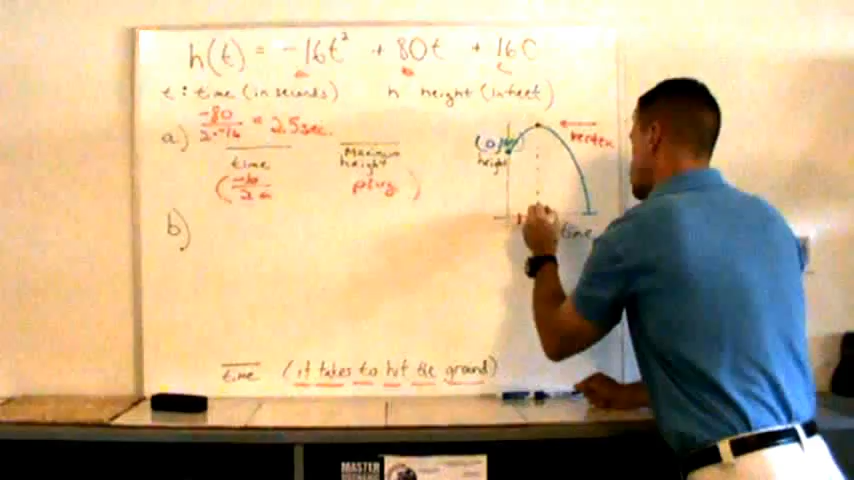 h(t) = -16t² + 80t + 160
t : time (in seconds) h height (in feet)
a) -80 / 2·-16 = 2.5 sec.
time Maximum height
( -b / 2a plug )
vertex
height
time
b)
time (it takes to hit the ground)
MASTER